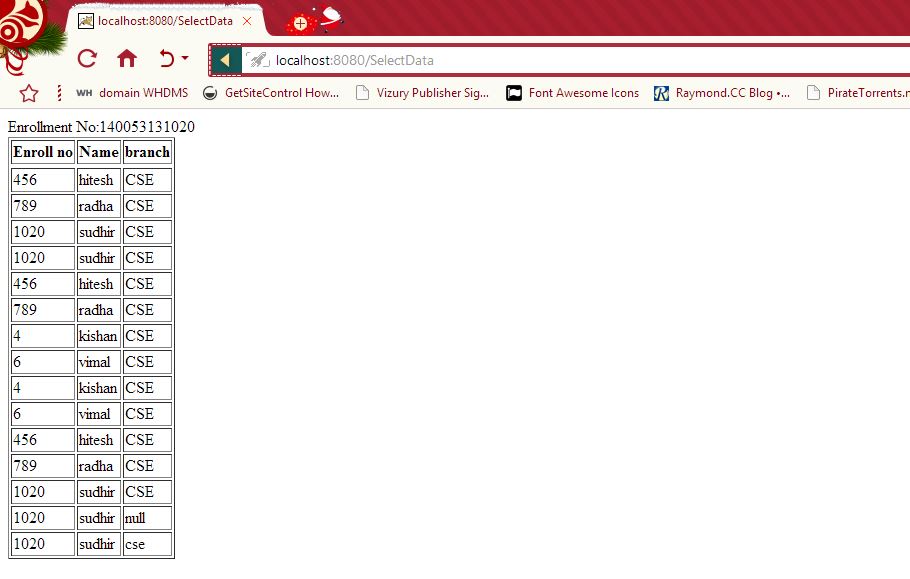 localhost:8080/SelectData
localhost:8080/SelectData
WH domain WHDMS GetSiteControl How... Vizury Publisher Sig... Font Awesome Icons R Raymond.CC Blog •... PirateTorrents.n
Enrollment No:140053131020
Enroll no Name branch
456 hitesh CSE
789 radha CSE
1020 sudhir CSE
1020 sudhir CSE
456 hitesh CSE
789 radha CSE
4 kishan CSE
6 vimal CSE
4 kishan CSE
6 vimal CSE
456 hitesh CSE
789 radha CSE
1020 sudhir CSE
1020 sudhir null
1020 sudhir cse